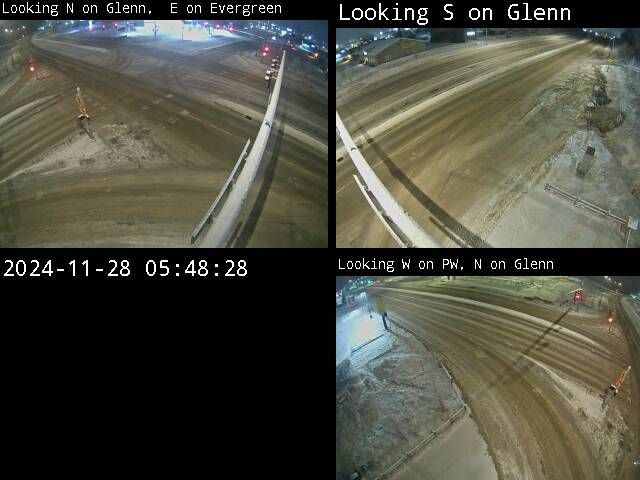 Looking N on Glenn,  E on Evergreen
Looking S on Glenn
2024-11-28 05:48:28
Looking W on PW, N on Glenn